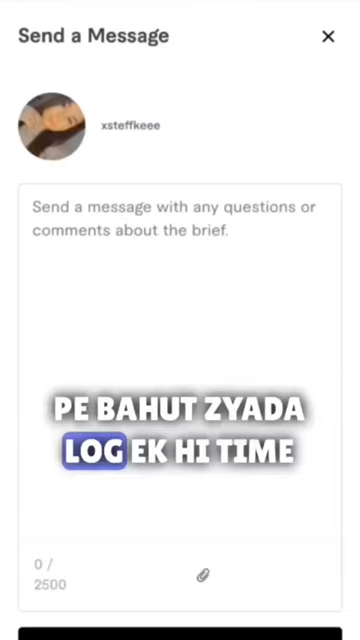 Send a Message
xsteffkeee
Send a message with any questions or
comments about the brief.
PE BAHUT ZYADA
LOG EK HI TIME
0 /
2500